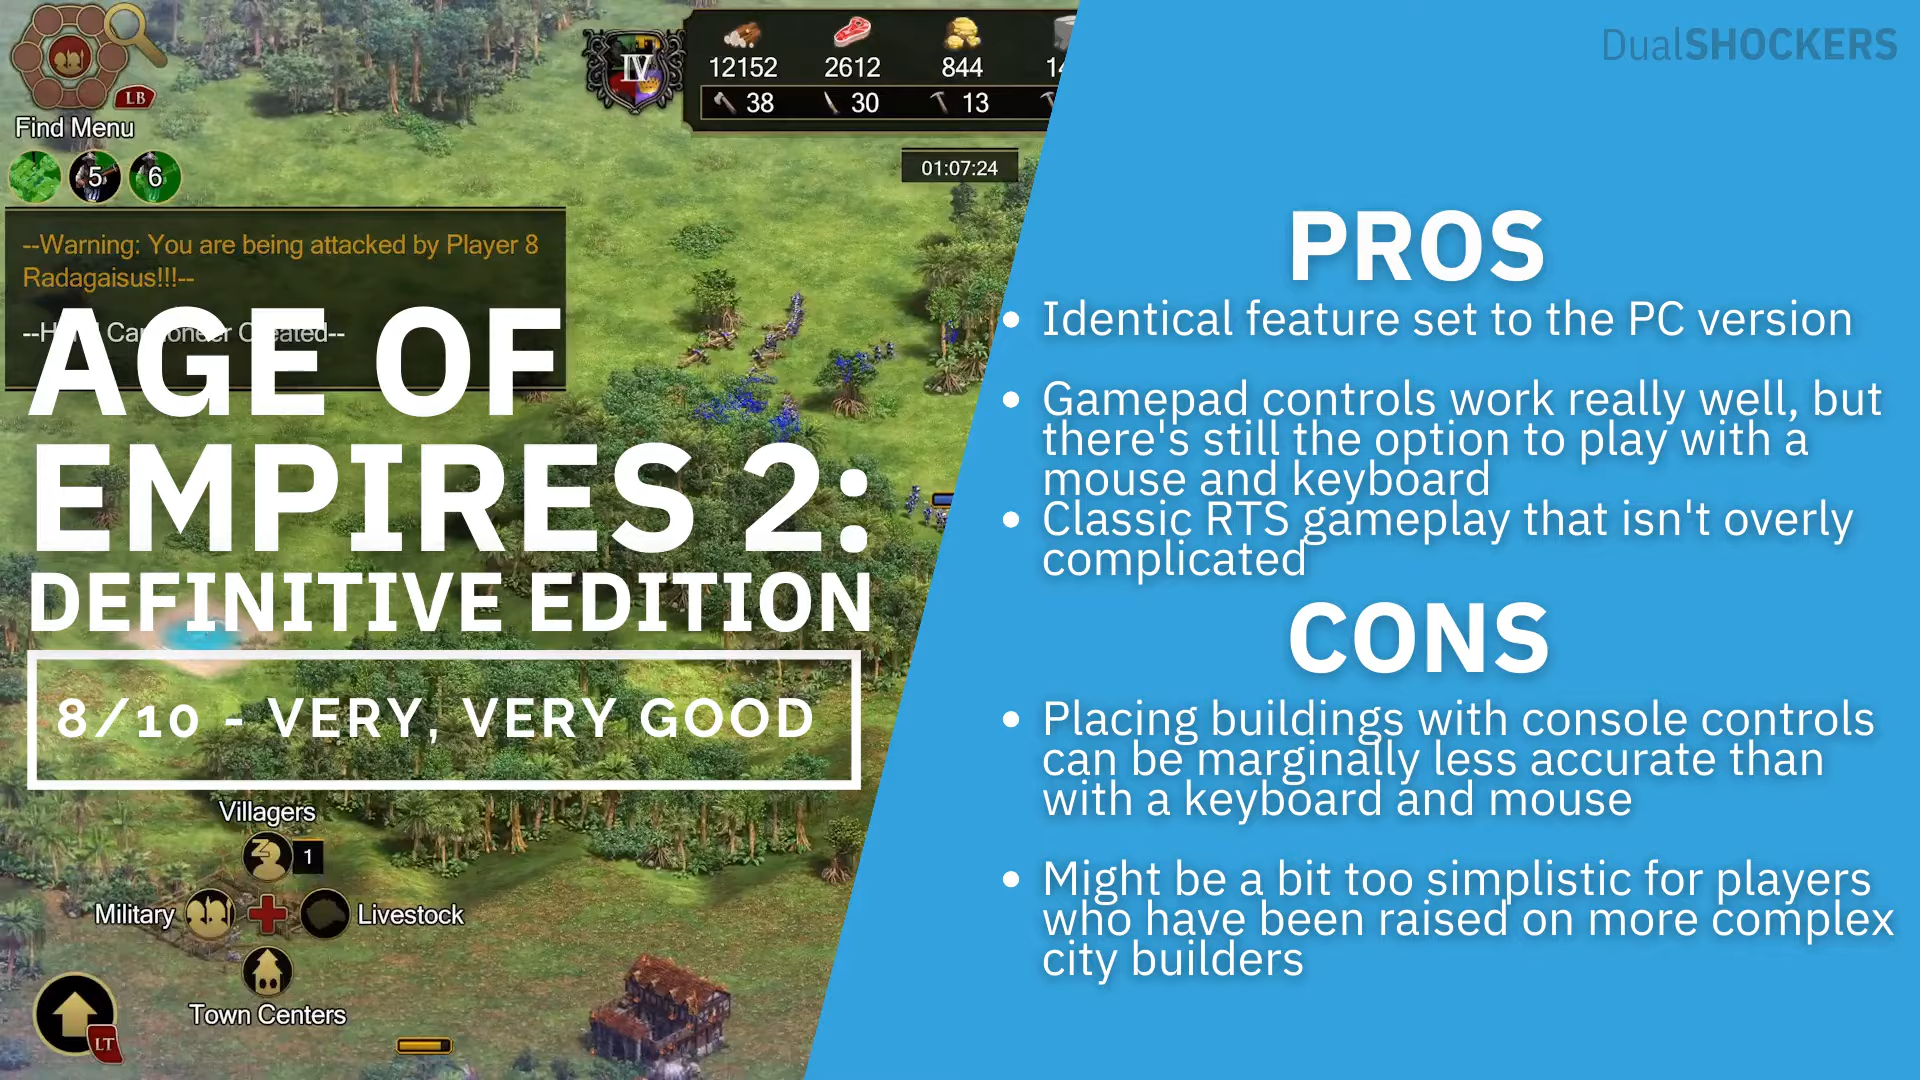 IV
12152 2612 844
38 30 13
LB
Find Menu
5 6
01:07:24
--Warning: You are being attacked by Player 8
Radagaisus!!!--
Created--
AGE OF
EMPIRES 2:
DEFINITIVE EDITION
8/10 - VERY, VERY GOOD
Villagers
1
Military
Livestock
Town Centers
LT
DualSHOCKERS
PROS
• Identical feature set to the PC version
• Gamepad controls work really well, but
there's still the option to play with a
mouse and keyboard
• Classic RTS gameplay that isn't overly
complicated
CONS
• Placing buildings with console controls
can be marginally less accurate than
with a keyboard and mouse
• Might be a bit too simplistic for players
who have been raised on more complex
city builders